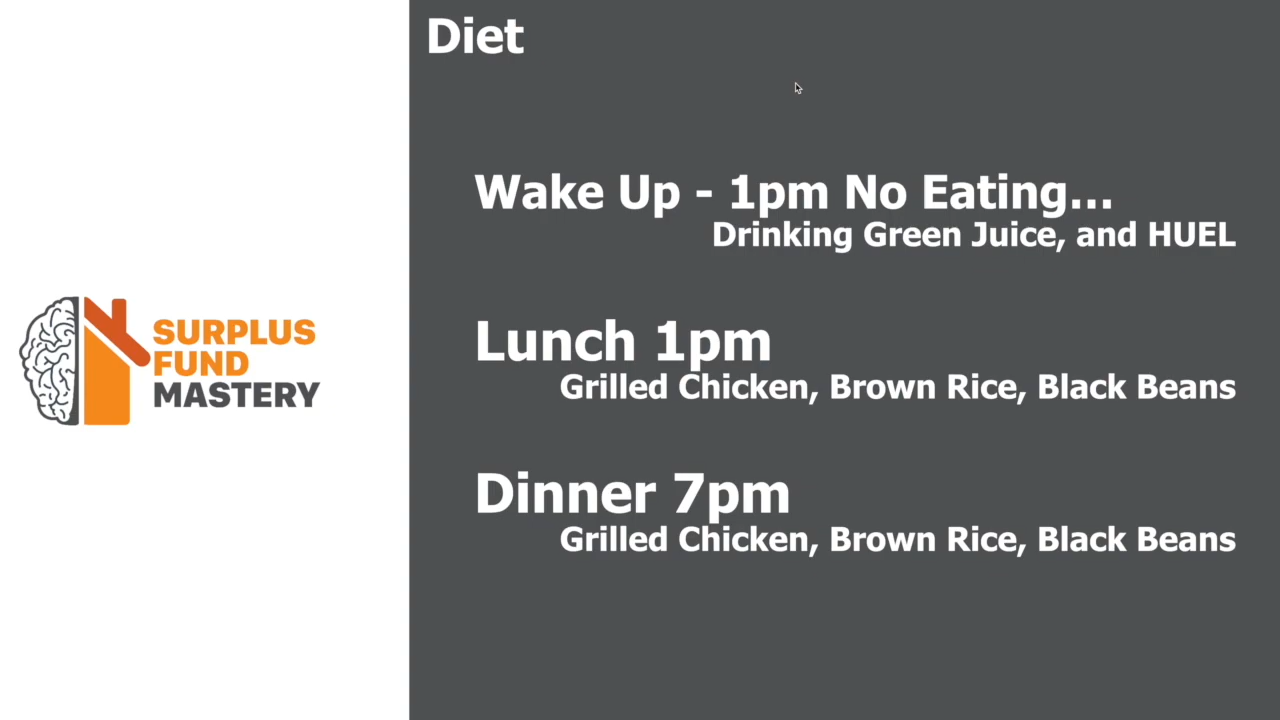 Diet
Wake Up - 1pm No Eating...
Drinking Green Juice, and HUEL
Lunch 1pm
Grilled Chicken, Brown Rice, Black Beans
Dinner 7pm
Grilled Chicken, Brown Rice, Black Beans
SURPLUS
FUND
MASTERY